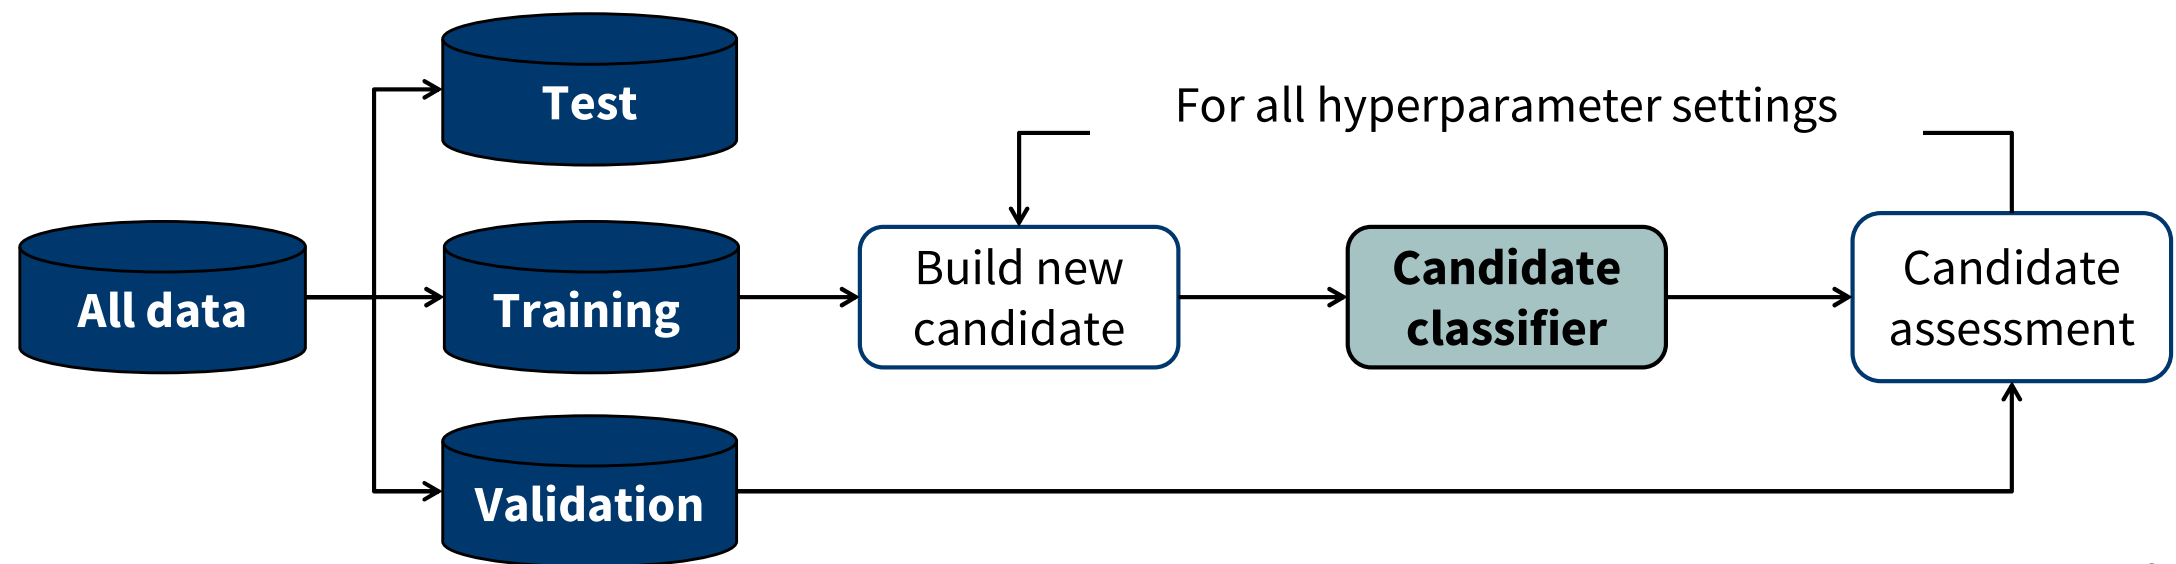 Test
For all hyperparameter settings
All data
Training
Build new
candidate
Candidate
classifier
Candidate
assessment
Validation